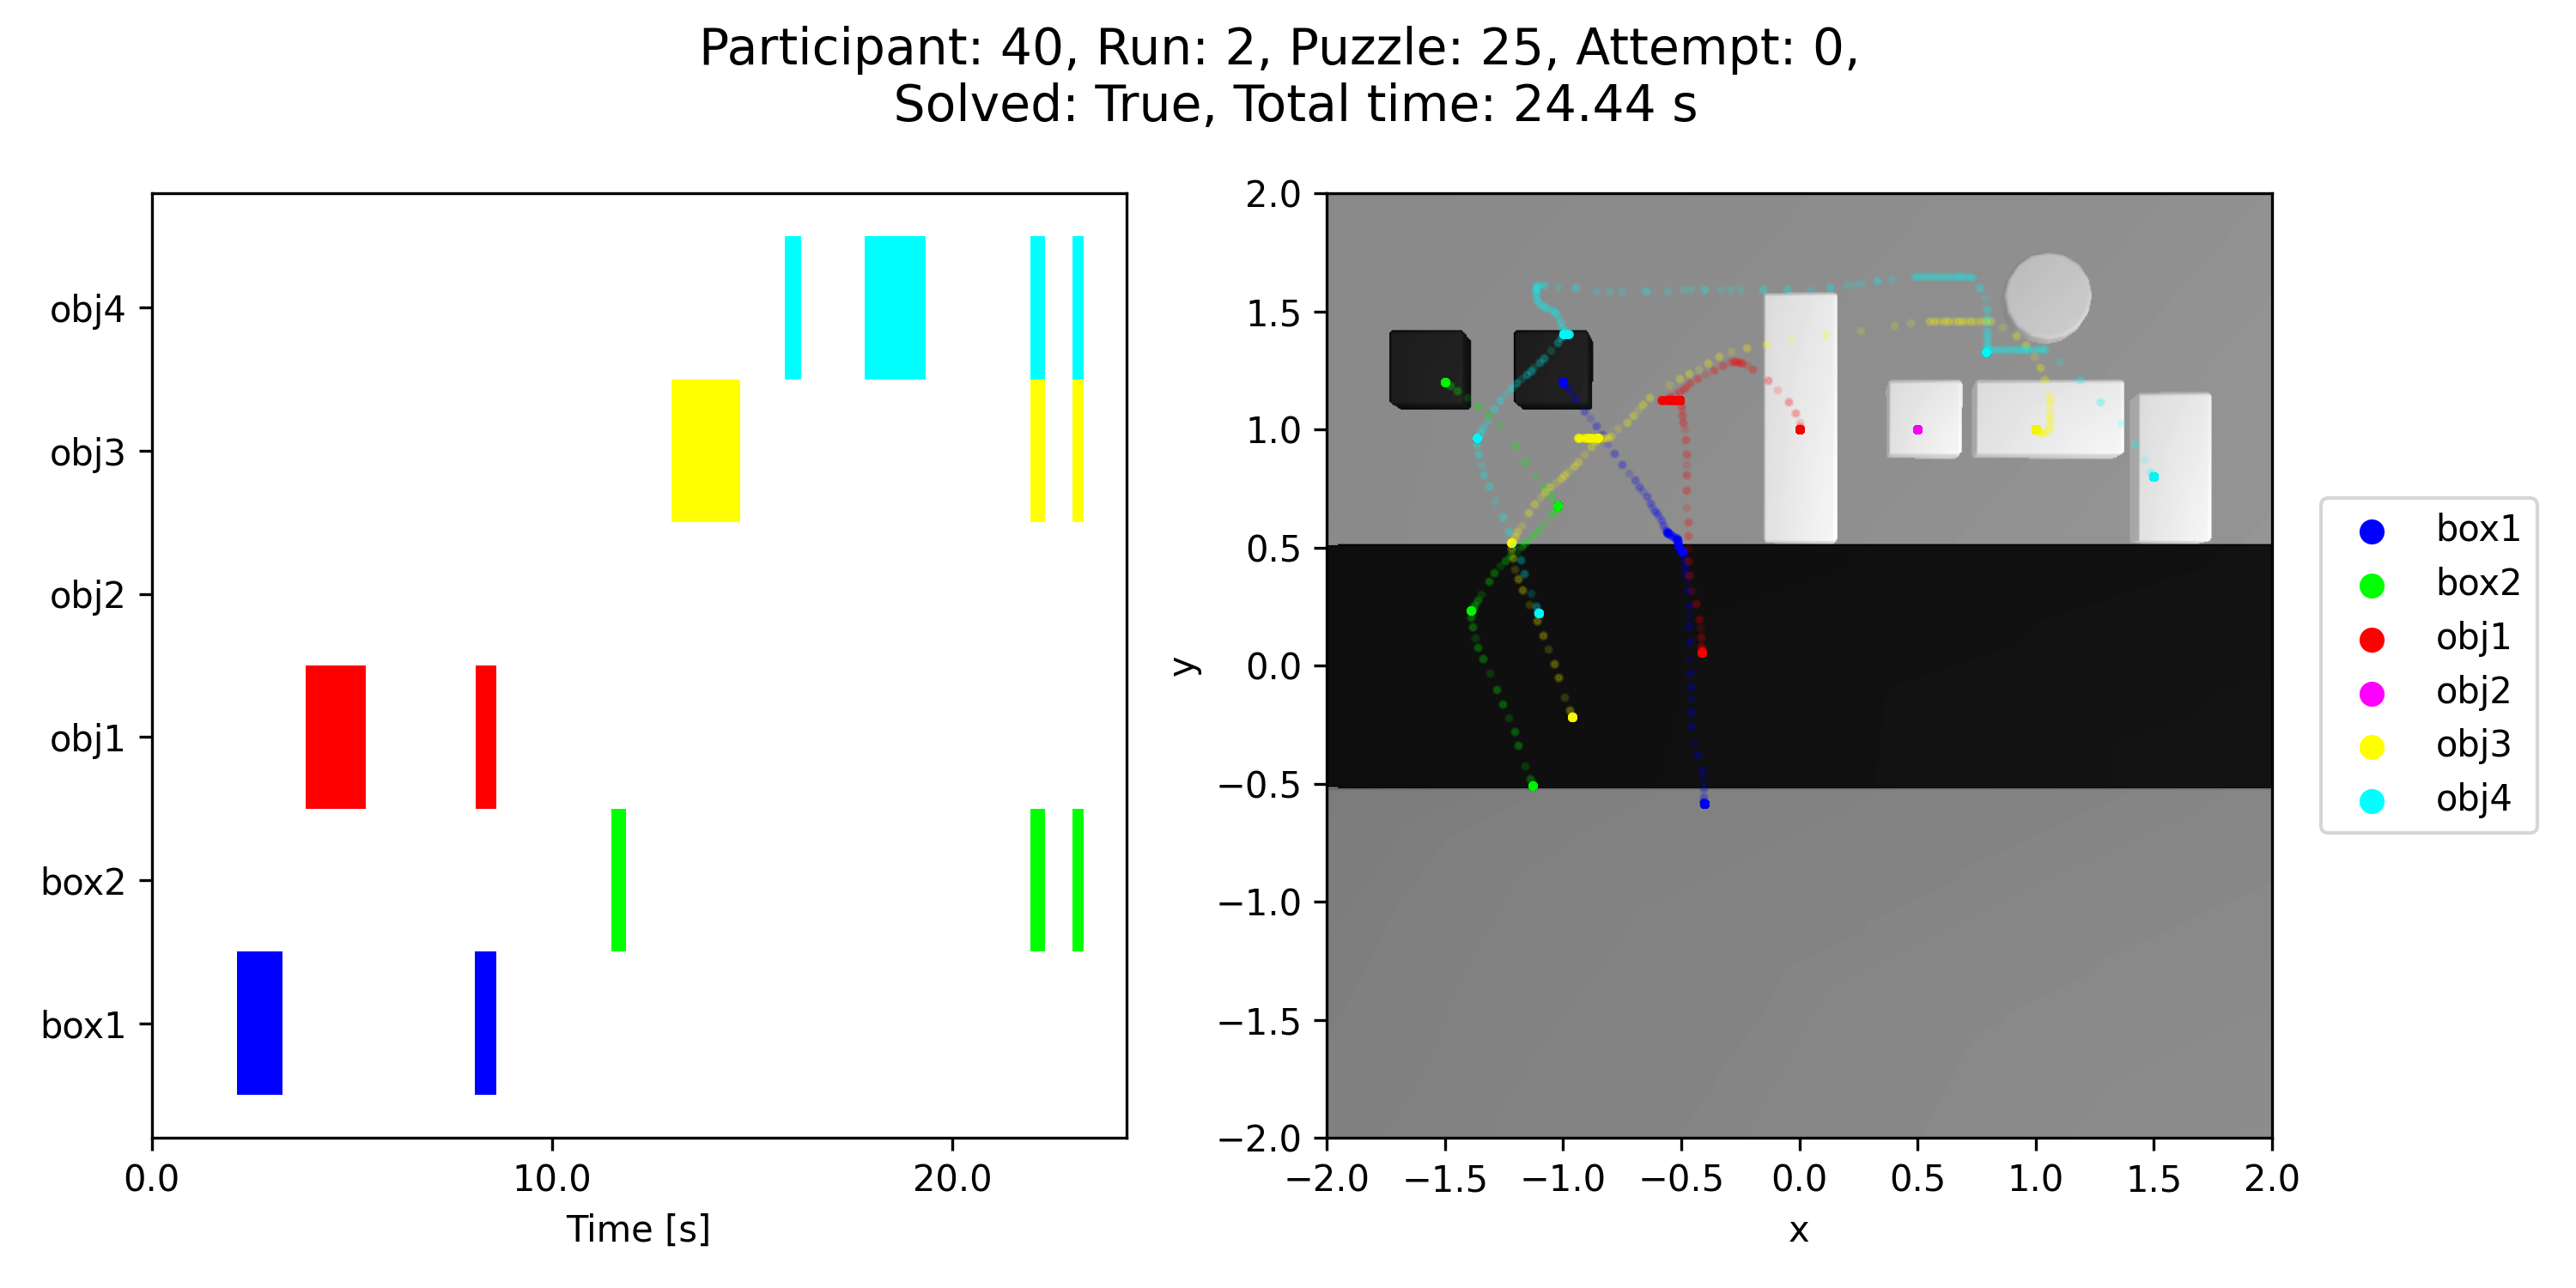 Participant: 40, Run: 2, Puzzle: 25, Attempt: 0,
Solved: True, Total time: 24.44 s
obj4
obj3
obj2
obj1
box2
box1
0.0
10.0
20.0
Time [s]
2.0
1.5
1.0
0.5
0.0
−0.5
−1.0
−1.5
−2.0
y
−2.0
−1.5
−1.0
−0.5
0.0
0.5
1.0
1.5
2.0
x
box1
box2
obj1
obj2
obj3
obj4